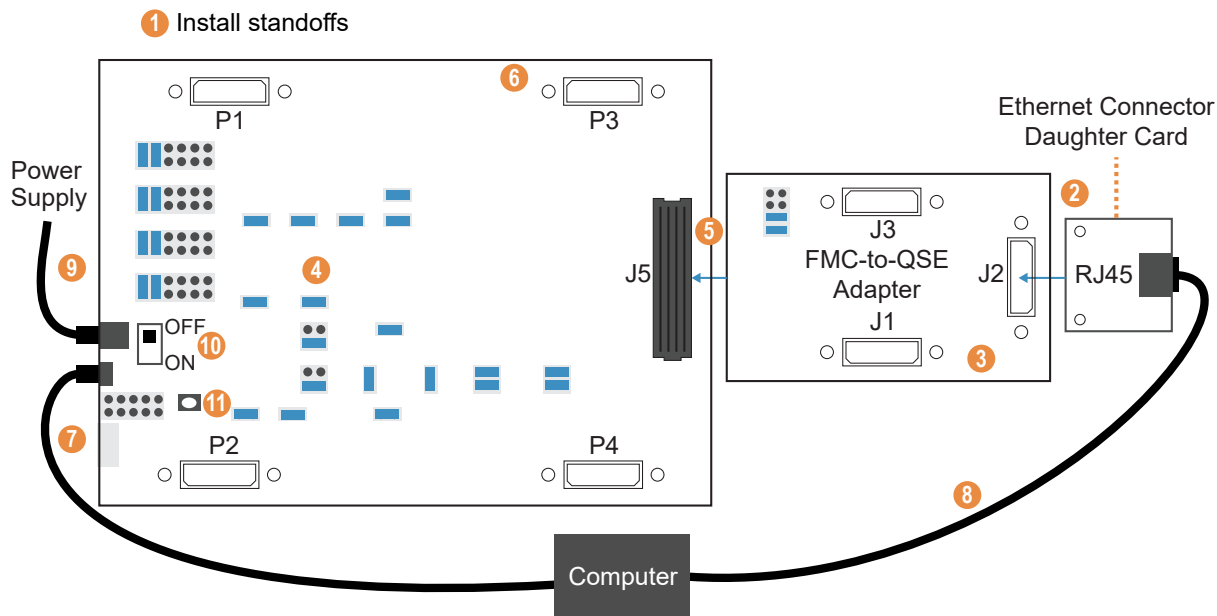 1 Install standoffs
6
P1
P3
Ethernet Connector
Daughter Card
Power
Supply
2
5
J3
FMC-to-QSE
Adapter
J1
J5
J2
RJ45
9
4
OFF
ON
10
3
11
7
P2
P4
8
Computer